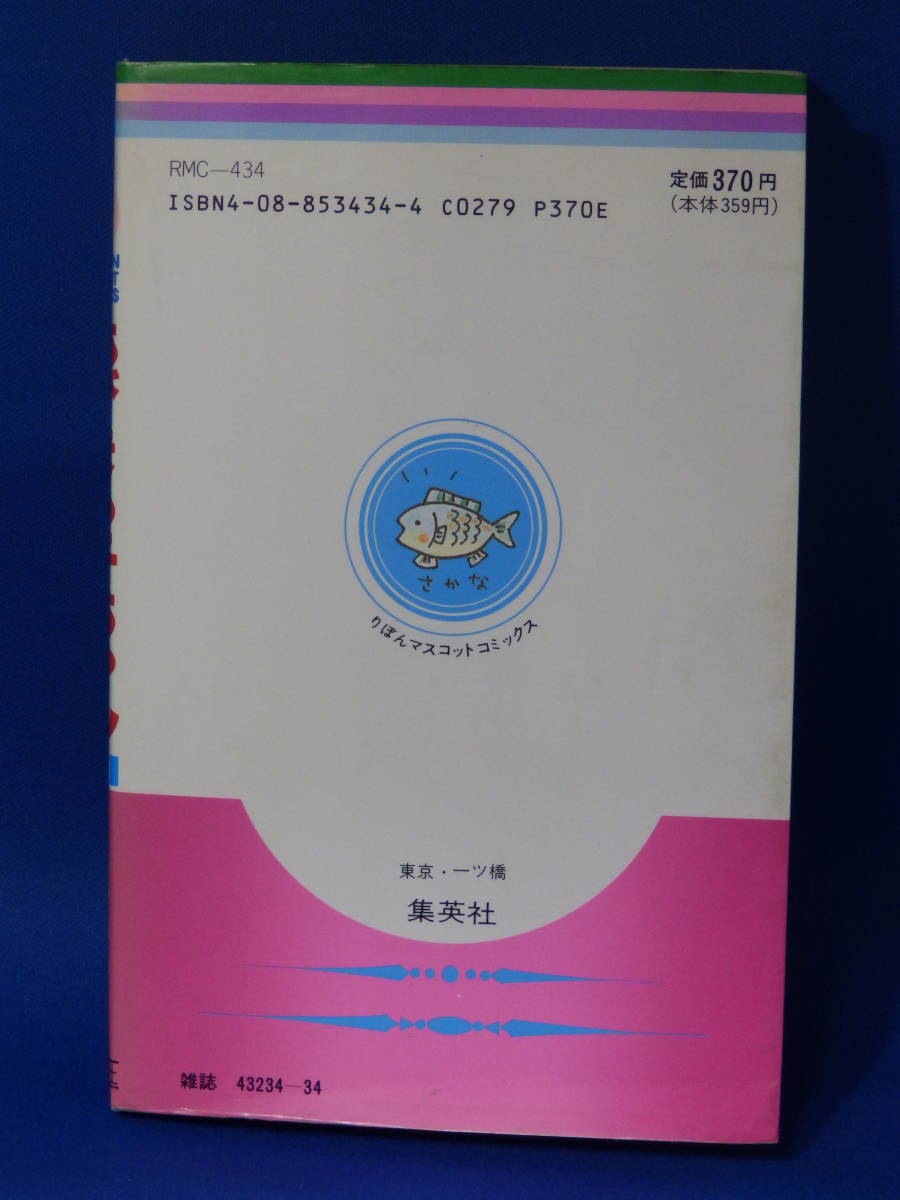 RMC—434
ISBN4-08-853434-4 C0279 P370E
定価370円
(本体359円)
さかな
りぼんマスコットコミックス
東京・一ツ橋
集英社
雑誌 43234—34